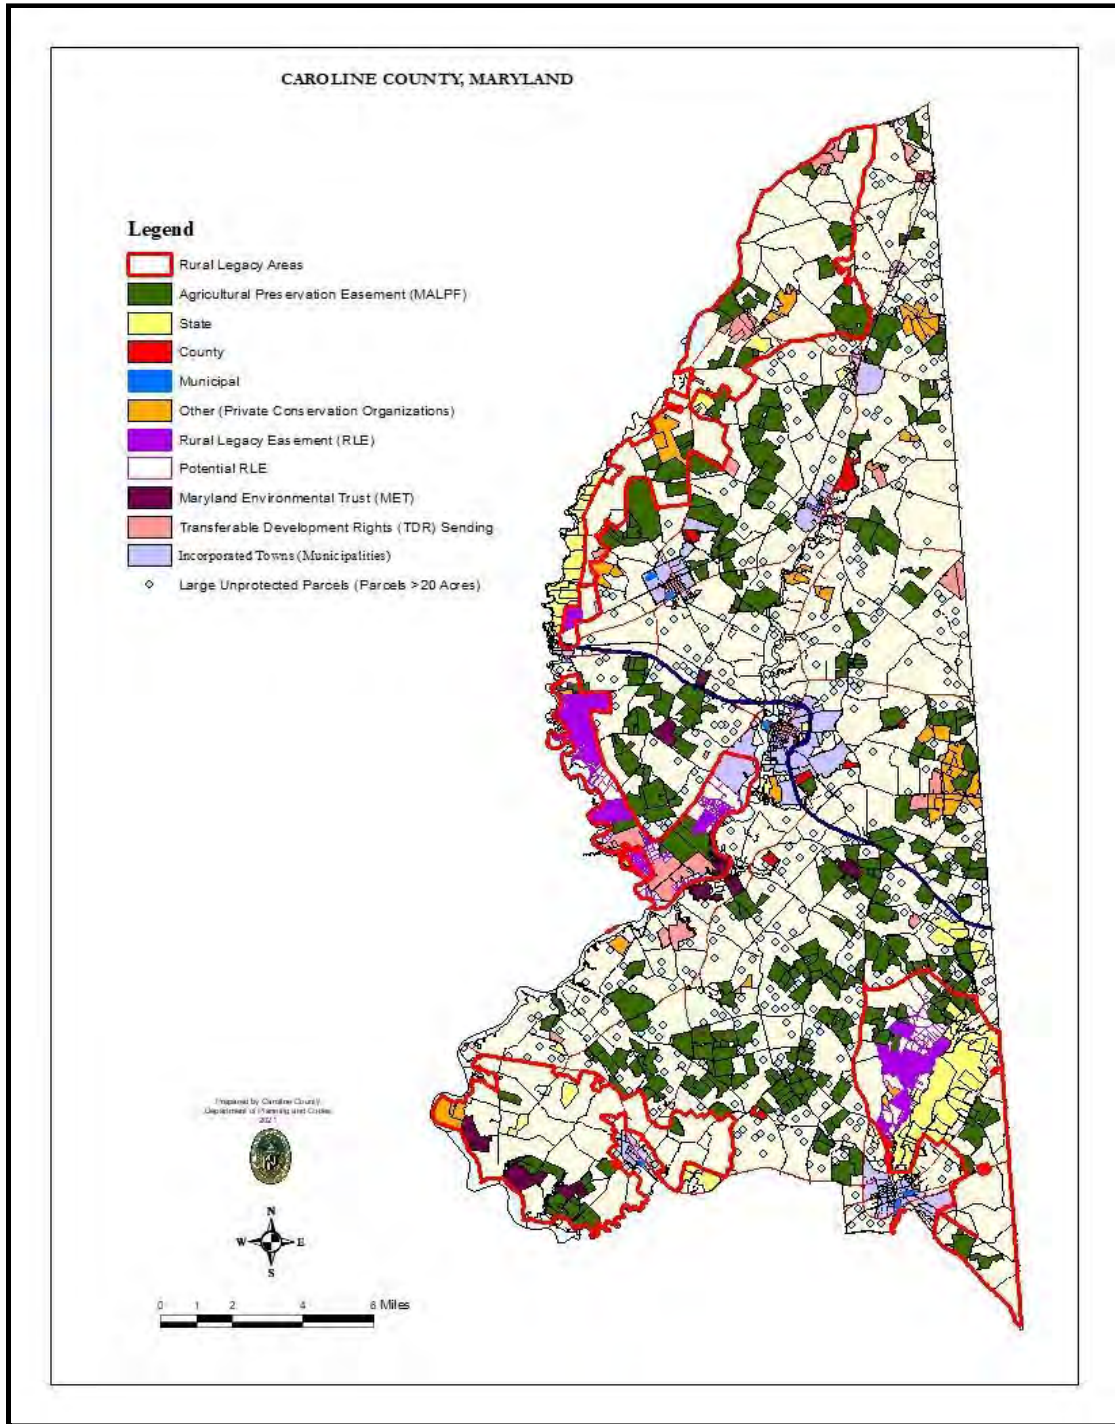 CAROLINE COUNTY, MARYLAND
Legend
Rural Legacy Areas
Agricultural Preservation Easement (MALPF)
State
County
Municipal
Other (Private Conservation Organizations)
Rural Legacy Easement (RLE)
Potential RLE
Maryland Environmental Trust (MET)
Transferable Development Rights (TDR) Sending
Incorporated Towns (Municipalities)
Large Unprotected Parcels (Parcels >20 Acres)
Prepared by Caroline County
Department of Planning and Codes
2021
N
W E
S
0 1 2 4 6 Miles